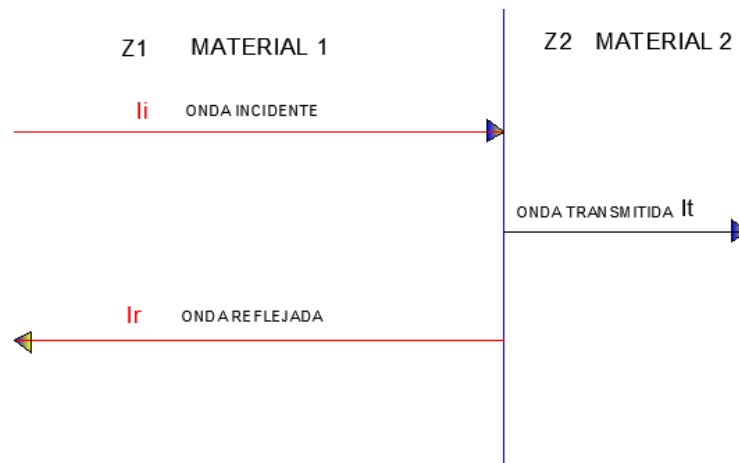 Z1 MATERIAL 1
Z2 MATERIAL 2
Ii ONDA INCIDENTE
ONDA TRANSMITIDA It
Ir ONDA REFLEJADA